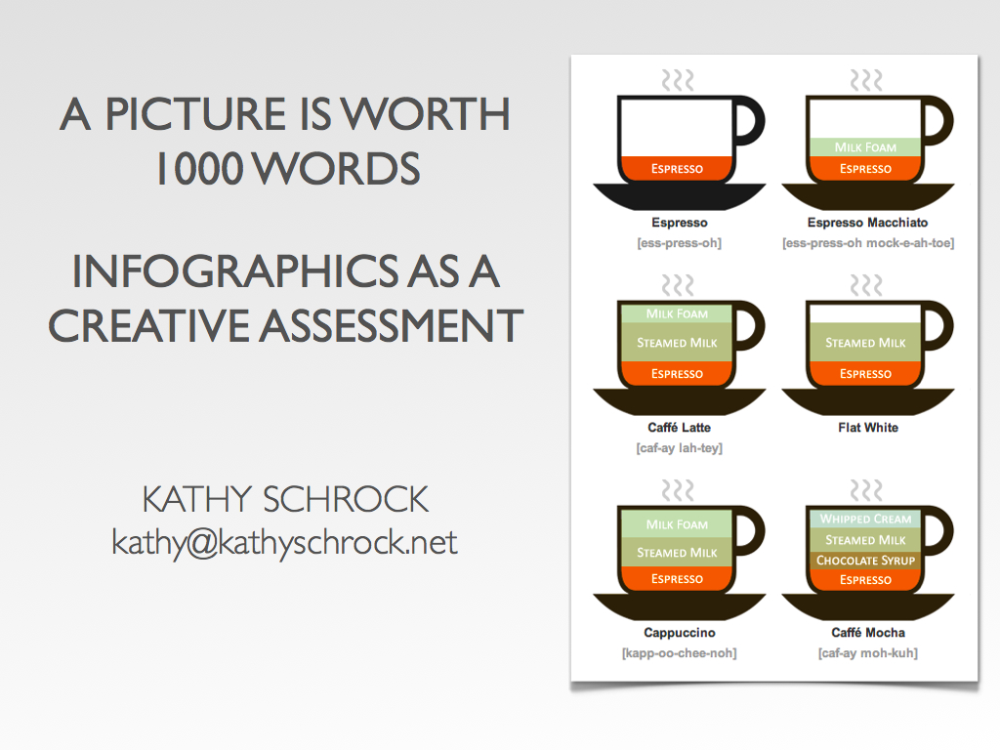 A PICTURE IS WORTH
1000 WORDS
INFOGRAPHICS AS A
CREATIVE ASSESSMENT
KATHY SCHROCK
kathy@kathyschrock.net
ESPRESSO
Espresso
[ess-press-oh]
MILK FOAM
ESPRESSO
Espresso Macchiato
[ess-press-oh mock-e-ah-toe]
MILK FOAM
STEAMED MILK
ESPRESSO
Caffé Latte
[caf-ay lah-tey]
STEAMED MILK
ESPRESSO
Flat White
MILK FOAM
STEAMED MILK
ESPRESSO
Cappuccino
[kapp-oo-chee-noh]
WHIPPED CREAM
STEAMED MILK
CHOCOLATE SYRUP
ESPRESSO
Caffé Mocha
[caf-ay moh-kuh]